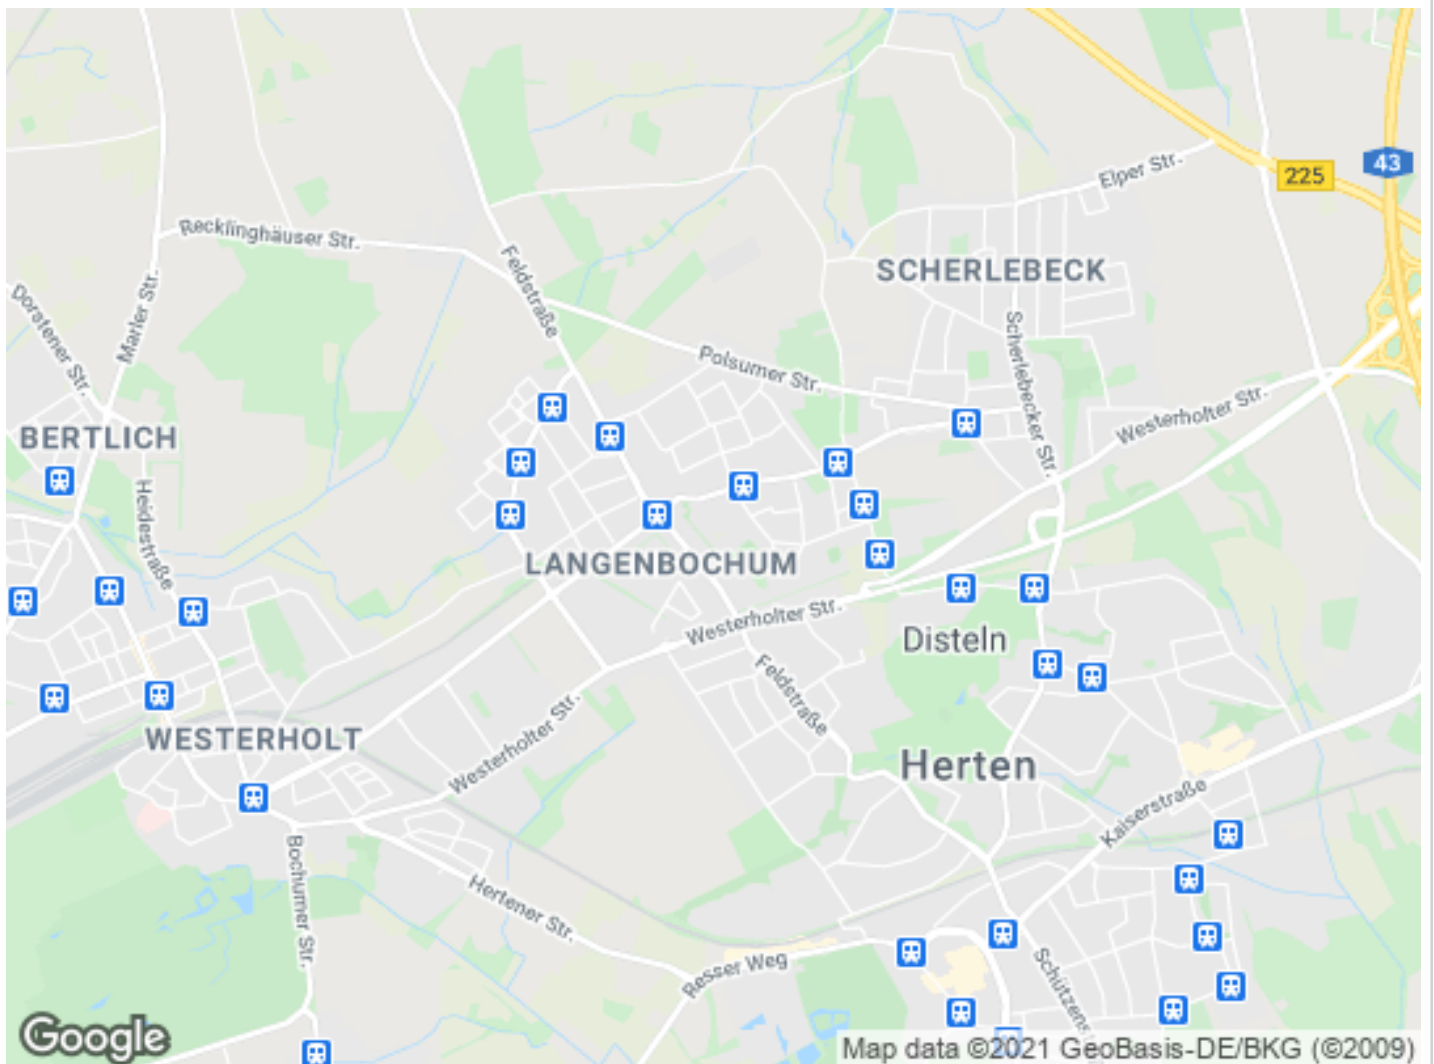 Elper Str.
225
43
Recklinghäuser Str.
Feldstraße
SCHERLEBECK
Dorstener Str.
Marler Str.
Scherlebecker Str.
Polsumer Str.
Westerholter Str.
BERTLICH
Heidestraße
LANGENBOCHUM
Westerholter Str.
Disteln
Feldstraße
WESTERHOLT
Westerholter Str.
Herten
Kaiserstraße
Bochumer Str.
Hertener Str.
Resser Weg
Schützens
Google
Map data ©2021 GeoBasis-DE/BKG (©2009)